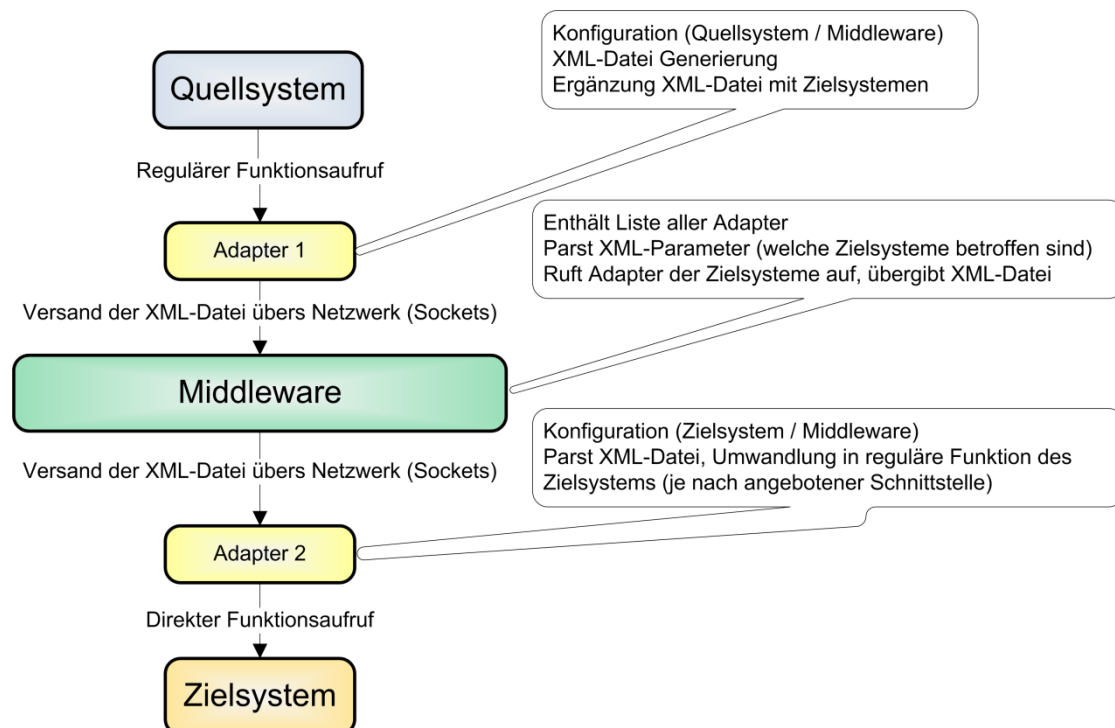 Konfiguration (Quellsystem / Middleware)
XML-Datei Generierung
Ergänzung XML-Datei mit Zielsystemen
Quellsystem
Regulärer Funktionsaufruf
Adapter 1
Enthält Liste aller Adapter
Parst XML-Parameter (welche Zielsysteme betroffen sind)
Ruft Adapter der Zielsysteme auf, übergibt XML-Datei
Versand der XML-Datei übers Netzwerk (Sockets)
Middleware
Konfiguration (Zielsystem / Middleware)
Parst XML-Datei, Umwandlung in reguläre Funktion des
Zielsystems (je nach angebotener Schnittstelle)
Versand der XML-Datei übers Netzwerk (Sockets)
Adapter 2
Direkter Funktionsaufruf
Zielsystem